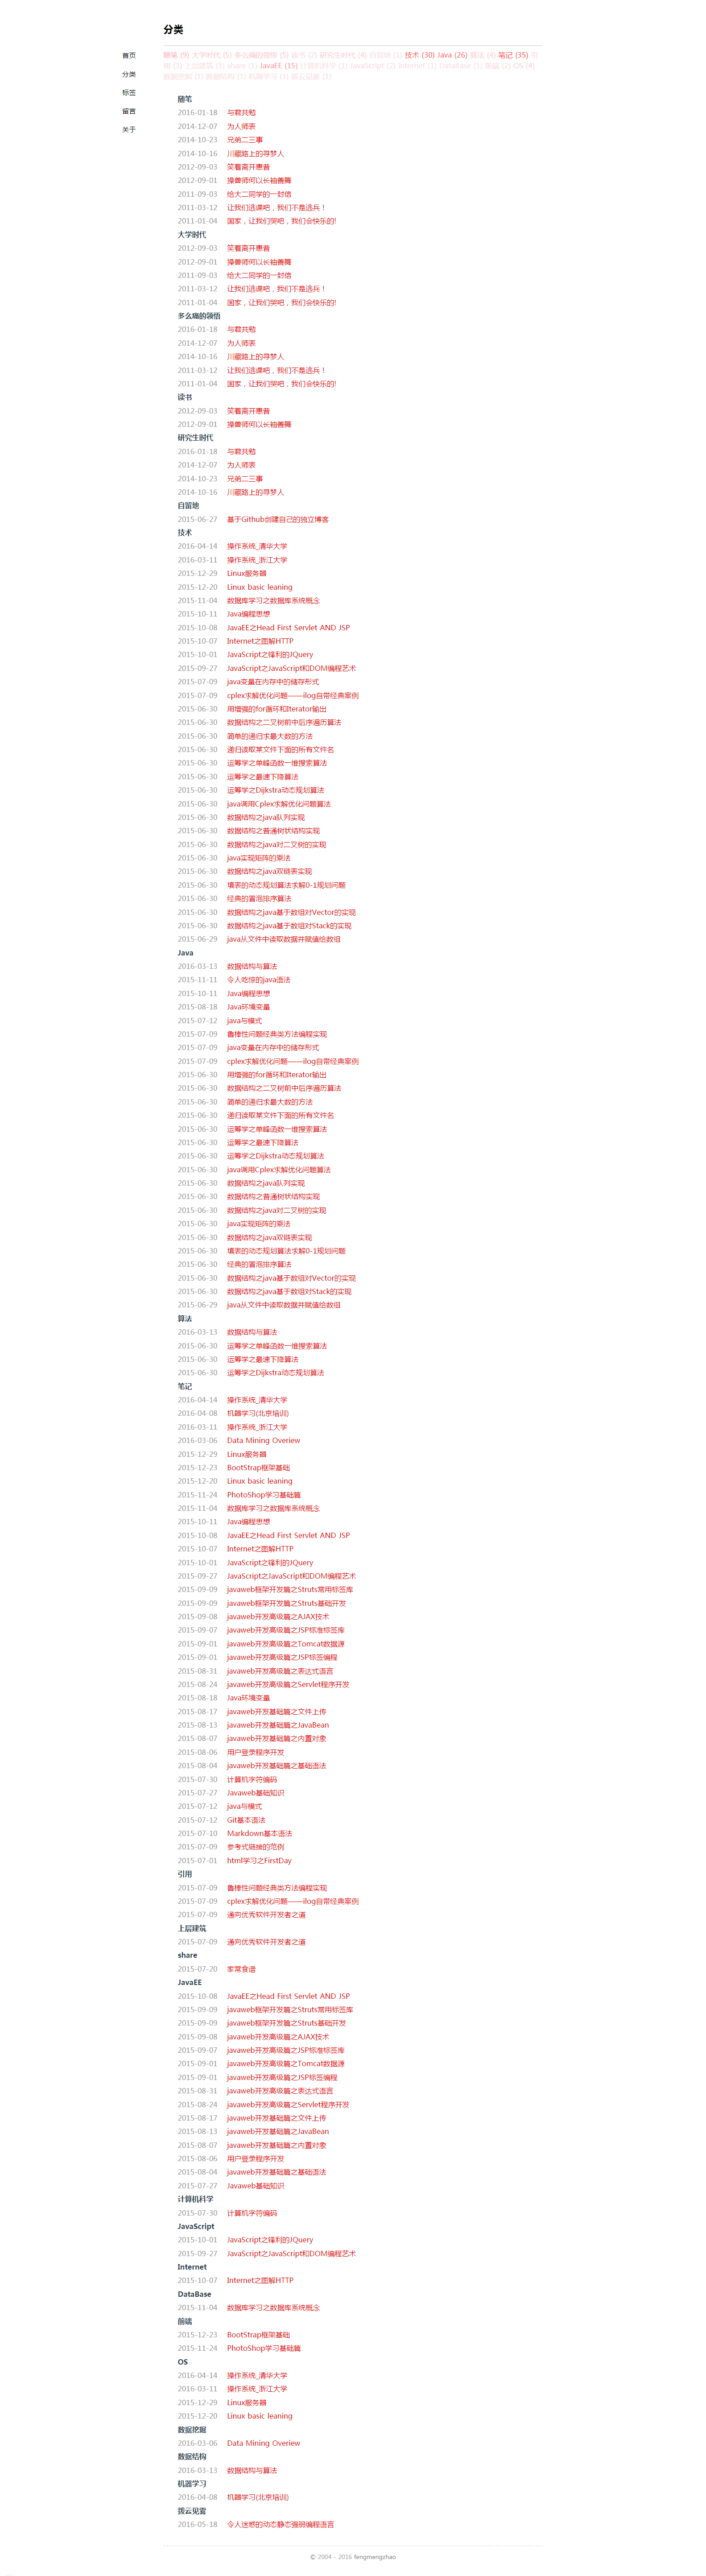 分类
首页
分类
标签
留言
关于
随笔 (9) 大学时代 (5) 多么痛的领悟 (5) 读书 (2) 研究生时代 (4) 自留地 (1) 技术 (30) Java (26) 算法 (4) 笔记 (35) 引
用 (3) 上层建筑 (1) share (1) JavaEE (15) 计算机科学 (1) JavaScript (2) Internet (1) DataBase (1) 前端 (2) OS (4)
数据挖掘 (1) 数据结构 (1) 机器学习 (1) 拨云见雾 (1)
随笔
2016-01-18 与君共勉
2014-12-07 为人师表
2014-10-23 兄弟二三事
2014-10-16 川藏路上的寻梦人
2012-09-03 笑着离开惠普
2012-09-01 操兽师何以长袖善舞
2011-09-03 给大二同学的一封信
2011-03-12 让我们逃课吧，我们不是逃兵！
2011-01-04 国家，让我们哭吧，我们会快乐的!
大学时代
2012-09-03 笑着离开惠普
2012-09-01 操兽师何以长袖善舞
2011-09-03 给大二同学的一封信
2011-03-12 让我们逃课吧，我们不是逃兵！
2011-01-04 国家，让我们哭吧，我们会快乐的!
多么痛的领悟
2016-01-18 与君共勉
2014-12-07 为人师表
2014-10-16 川藏路上的寻梦人
2011-03-12 让我们逃课吧，我们不是逃兵！
2011-01-04 国家，让我们哭吧，我们会快乐的!
读书
2012-09-03 笑着离开惠普
2012-09-01 操兽师何以长袖善舞
研究生时代
2016-01-18 与君共勉
2014-12-07 为人师表
2014-10-23 兄弟二三事
2014-10-16 川藏路上的寻梦人
自留地
2015-06-27 基于Github创建自己的独立博客
技术
2016-04-14 操作系统_清华大学
2016-03-11 操作系统_浙江大学
2015-12-29 Linux服务器
2015-12-20 Linux basic leaning
2015-11-04 数据库学习之数据库系统概念
2015-10-11 Java编程思想
2015-10-08 JavaEE之Head First Servlet AND JSP
2015-10-07 Internet之图解HTTP
2015-10-01 JavaScript之锋利的JQuery
2015-09-27 JavaScript之JavaScript和DOM编程艺术
2015-07-09 java变量在内存中的储存形式
2015-07-09 cplex求解优化问题——ilog自带经典案例
2015-06-30 用增强的for循环和Iterator输出
2015-06-30 数据结构之二叉树前中后序遍历算法
2015-06-30 简单的递归求最大数的方法
2015-06-30 递归读取某文件下面的所有文件名
2015-06-30 运筹学之单峰函数一维搜索算法
2015-06-30 运筹学之最速下降算法
2015-06-30 运筹学之Dijkstra动态规划算法
2015-06-30 java调用Cplex求解优化问题算法
2015-06-30 数据结构之java队列实现
2015-06-30 数据结构之普通树状结构实现
2015-06-30 数据结构之java对二叉树的实现
2015-06-30 java实现矩阵的乘法
2015-06-30 数据结构之java双链表实现
2015-06-30 填表的动态规划算法求解0-1规划问题
2015-06-30 经典的冒泡排序算法
2015-06-30 数据结构之java基于数组对Vector的实现
2015-06-30 数据结构之java基于数组对Stack的实现
2015-06-29 java从文件中读取数据并赋值给数组
Java
2016-03-13 数据结构与算法
2015-11-11 令人吃惊的java语法
2015-10-11 Java编程思想
2015-08-18 Java环境变量
2015-07-12 java与模式
2015-07-09 鲁棒性问题经典类方法编程实现
2015-07-09 java变量在内存中的储存形式
2015-07-09 cplex求解优化问题——ilog自带经典案例
2015-06-30 用增强的for循环和Iterator输出
2015-06-30 数据结构之二叉树前中后序遍历算法
2015-06-30 简单的递归求最大数的方法
2015-06-30 递归读取某文件下面的所有文件名
2015-06-30 运筹学之单峰函数一维搜索算法
2015-06-30 运筹学之最速下降算法
2015-06-30 运筹学之Dijkstra动态规划算法
2015-06-30 java调用Cplex求解优化问题算法
2015-06-30 数据结构之java队列实现
2015-06-30 数据结构之普通树状结构实现
2015-06-30 数据结构之java对二叉树的实现
2015-06-30 java实现矩阵的乘法
2015-06-30 数据结构之java双链表实现
2015-06-30 填表的动态规划算法求解0-1规划问题
2015-06-30 经典的冒泡排序算法
2015-06-30 数据结构之java基于数组对Vector的实现
2015-06-30 数据结构之java基于数组对Stack的实现
2015-06-29 java从文件中读取数据并赋值给数组
算法
2016-03-13 数据结构与算法
2015-06-30 运筹学之单峰函数一维搜索算法
2015-06-30 运筹学之最速下降算法
2015-06-30 运筹学之Dijkstra动态规划算法
笔记
2016-04-14 操作系统_清华大学
2016-04-08 机器学习(北京培训)
2016-03-11 操作系统_浙江大学
2016-03-06 Data Mining Overiew
2015-12-29 Linux服务器
2015-12-23 BootStrap框架基础
2015-12-20 Linux basic leaning
2015-11-24 PhotoShop学习基础篇
2015-11-04 数据库学习之数据库系统概念
2015-10-11 Java编程思想
2015-10-08 JavaEE之Head First Servlet AND JSP
2015-10-07 Internet之图解HTTP
2015-10-01 JavaScript之锋利的JQuery
2015-09-27 JavaScript之JavaScript和DOM编程艺术
2015-09-09 javaweb框架开发篇之Struts常用标签库
2015-09-09 javaweb框架开发篇之Struts基础开发
2015-09-08 javaweb开发高级篇之AJAX技术
2015-09-07 javaweb开发高级篇之JSP标准标签库
2015-09-01 javaweb开发高级篇之Tomcat数据源
2015-09-01 javaweb开发高级篇之JSP标签编程
2015-08-31 javaweb开发高级篇之表达式语言
2015-08-24 javaweb开发高级篇之Servlet程序开发
2015-08-18 Java环境变量
2015-08-17 javaweb开发基础篇之文件上传
2015-08-13 javaweb开发基础篇之JavaBean
2015-08-07 javaweb开发基础篇之内置对象
2015-08-06 用户登录程序开发
2015-08-04 javaweb开发基础篇之基础语法
2015-07-30 计算机字符编码
2015-07-27 Javaweb基础知识
2015-07-12 java与模式
2015-07-12 Git基本语法
2015-07-10 Markdown基本语法
2015-07-09 参考式链接的范例
2015-07-01 html学习之FirstDay
引用
2015-07-09 鲁棒性问题经典类方法编程实现
2015-07-09 cplex求解优化问题——ilog自带经典案例
2015-07-09 通向优秀软件开发者之道
上层建筑
2015-07-09 通向优秀软件开发者之道
share
2015-07-20 家常食谱
JavaEE
2015-10-08 JavaEE之Head First Servlet AND JSP
2015-09-09 javaweb框架开发篇之Struts常用标签库
2015-09-09 javaweb框架开发篇之Struts基础开发
2015-09-08 javaweb开发高级篇之AJAX技术
2015-09-07 javaweb开发高级篇之JSP标准标签库
2015-09-01 javaweb开发高级篇之Tomcat数据源
2015-09-01 javaweb开发高级篇之JSP标签编程
2015-08-31 javaweb开发高级篇之表达式语言
2015-08-24 javaweb开发高级篇之Servlet程序开发
2015-08-17 javaweb开发基础篇之文件上传
2015-08-13 javaweb开发基础篇之JavaBean
2015-08-07 javaweb开发基础篇之内置对象
2015-08-06 用户登录程序开发
2015-08-04 javaweb开发基础篇之基础语法
2015-07-27 Javaweb基础知识
计算机科学
2015-07-30 计算机字符编码
JavaScript
2015-10-01 JavaScript之锋利的JQuery
2015-09-27 JavaScript之JavaScript和DOM编程艺术
Internet
2015-10-07 Internet之图解HTTP
DataBase
2015-11-04 数据库学习之数据库系统概念
前端
2015-12-23 BootStrap框架基础
2015-11-24 PhotoShop学习基础篇
OS
2016-04-14 操作系统_清华大学
2016-03-11 操作系统_浙江大学
2015-12-29 Linux服务器
2015-12-20 Linux basic leaning
数据挖掘
2016-03-06 Data Mining Overiew
数据结构
2016-03-13 数据结构与算法
机器学习
2016-04-08 机器学习(北京培训)
拨云见雾
2016-05-18 令人迷惑的动态静态强弱编程语言
© 2004 - 2016 fengmengzhao